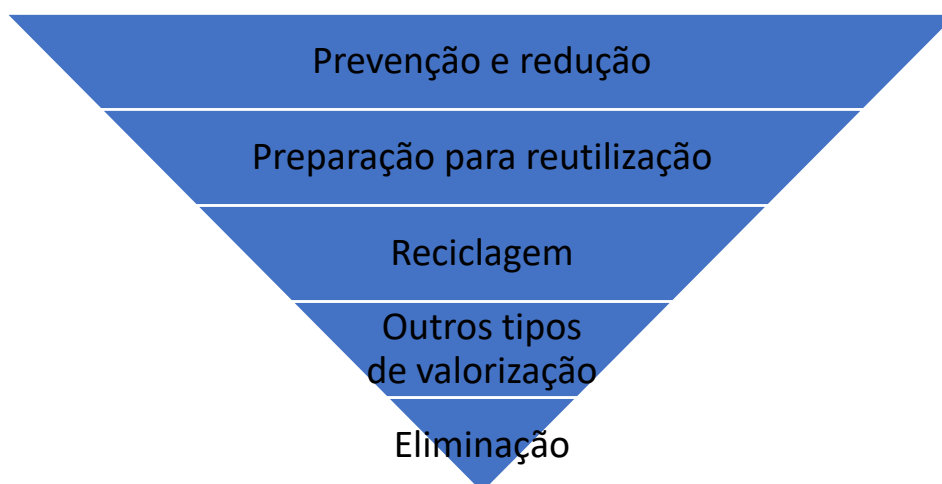 Prevenção e redução
Preparação para reutilização
Reciclagem
Outros tipos
de valorização
Eliminação